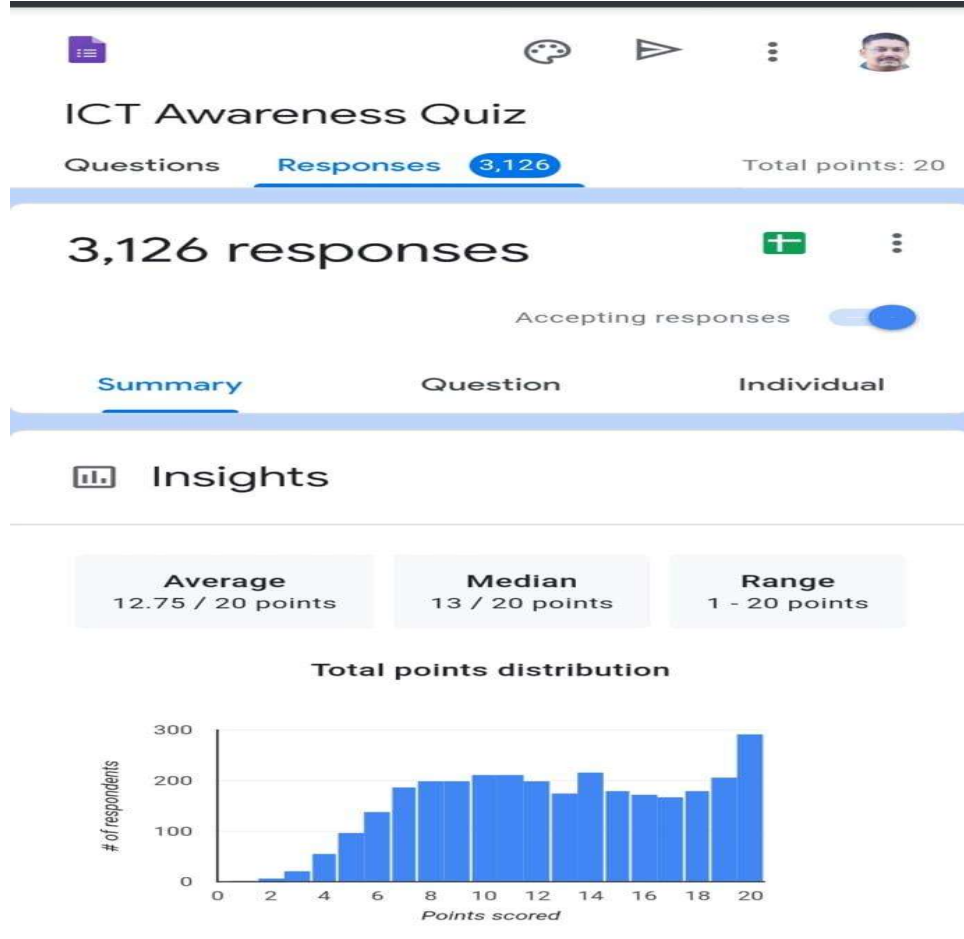 ICT Awareness Quiz
Questions Responses 3,126 Total points: 20
3,126 responses
Accepting responses
Summary Question Individual
Insights
Average Median Range
12.75 / 20 points 13 / 20 points 1 - 20 points
Total points distribution
# of respondents
300
200
100
0
0 2 4 6 8 10 12 14 16 18 20
Points scored